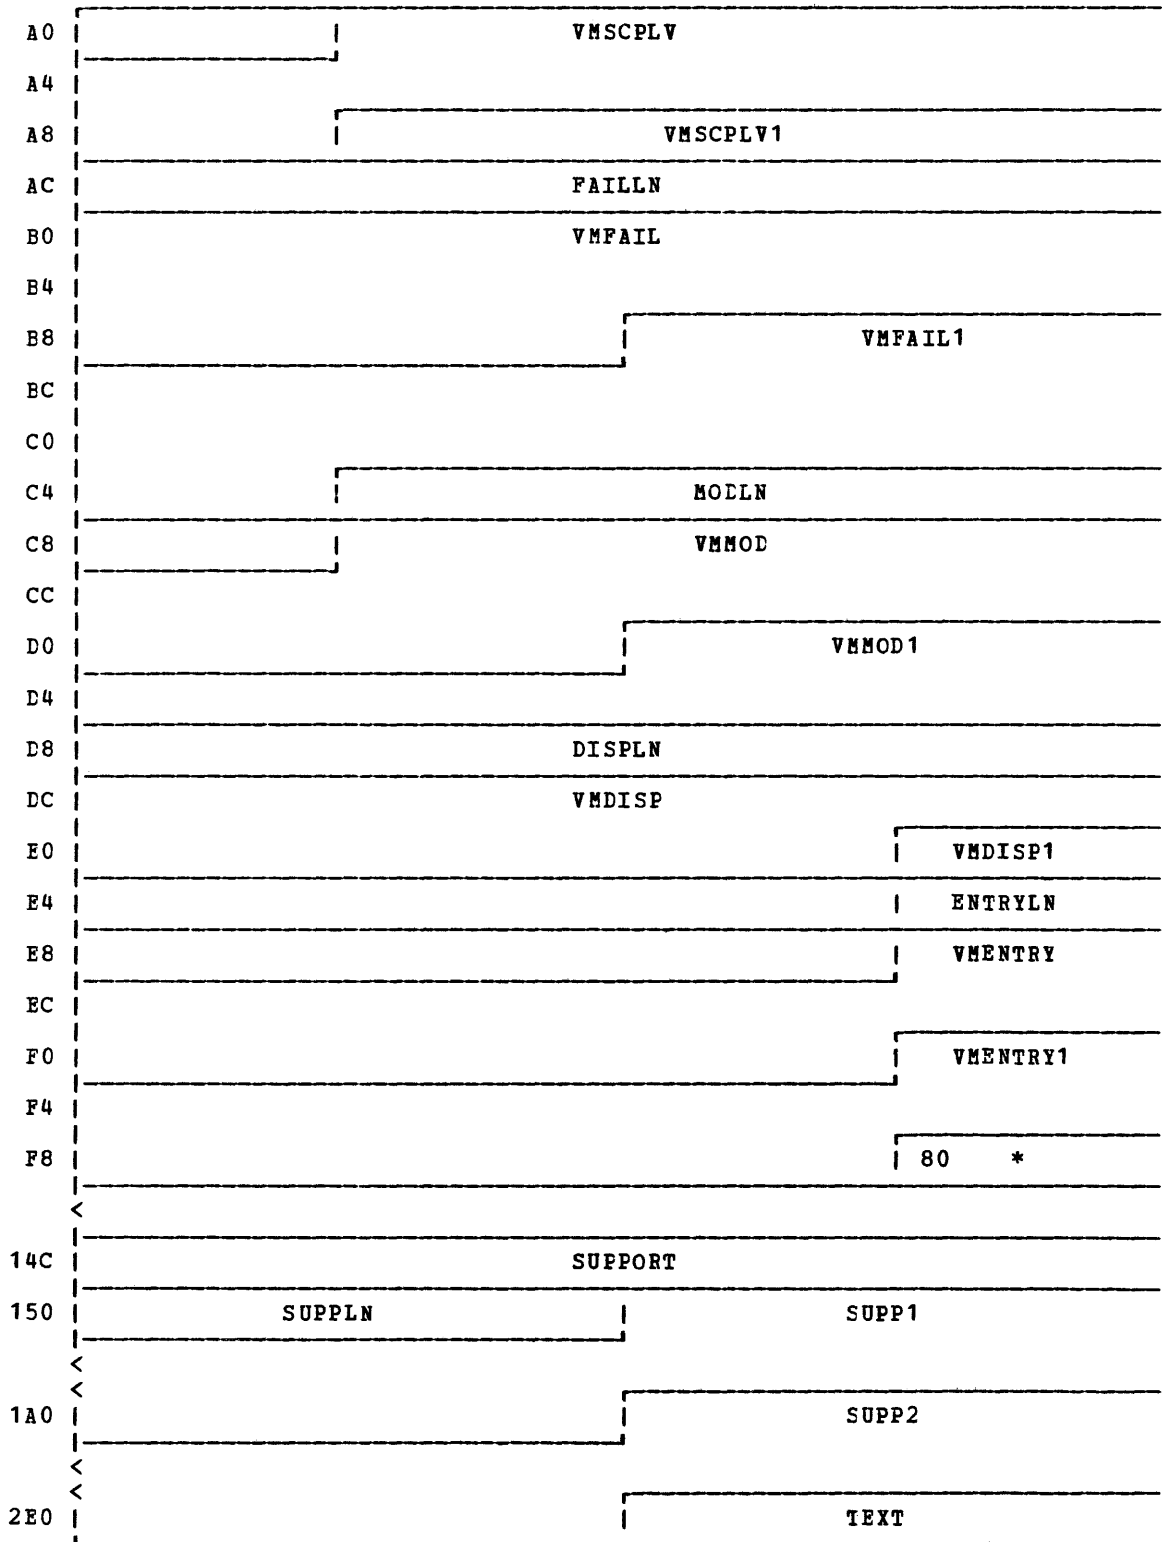 A0 VMSCPLV
A4
A8 VMSCPLV1
AC FAILLN
B0 VMFAIL
B4
B8 VMFAIL1
BC
C0
C4 MODLN
C8 VMMOD
CC
D0 VMMOD1
D4
D8 DISPLN
DC VMDISP
E0 VMDISP1
E4 ENTRYLN
E8 VMENTRY
EC
F0 VMENTRY1
F4
F8 80 *
<
14C SUPPORT
150 SUPPLN SUPP1
<
<
1A0 SUPP2
<
<
2E0 TEXT